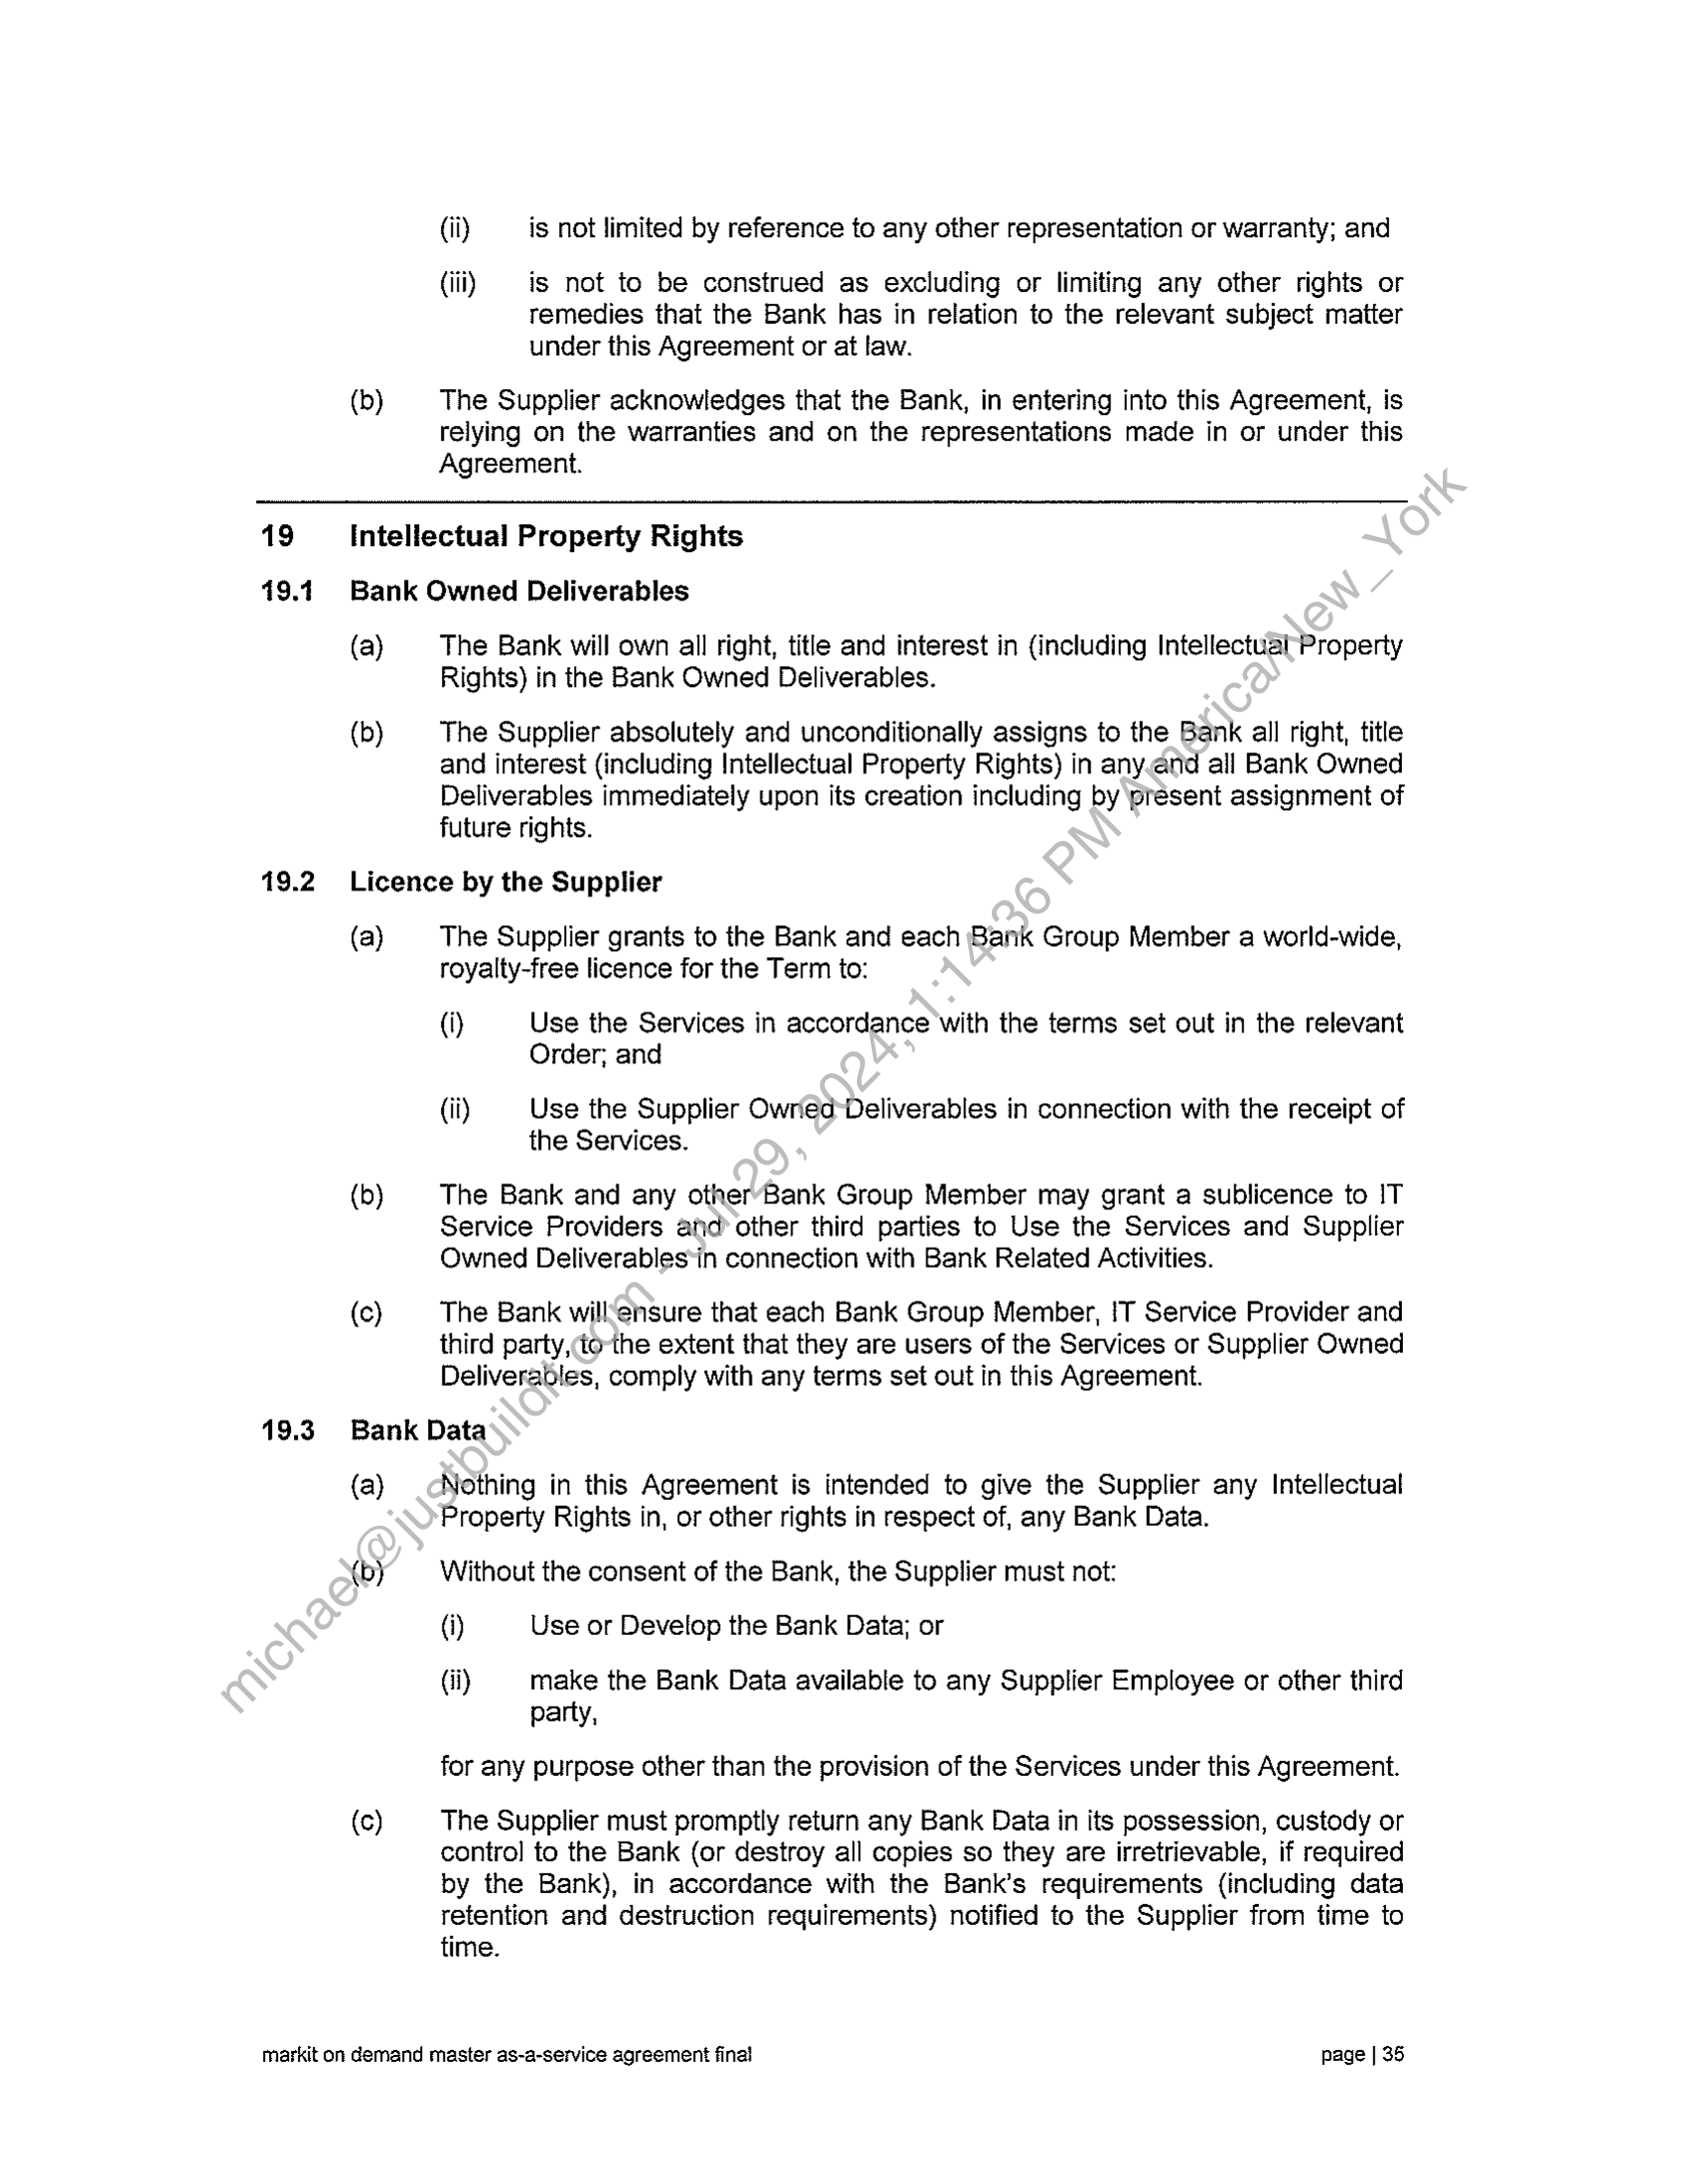 (ii) is not limited by reference to any other representation or warranty; and
(iii) is not to be construed as excluding or limiting any other rights or
remedies that the Bank has in relation to the relevant subject matter
under this Agreement or at law.
(b) The Supplier acknowledges that the Bank, in entering into this Agreement, is
relying on the warranties and on the representations made in or under this
Agreement.
19 Intellectual Property Rights
19.1 Bank Owned Deliverables
(a) The Bank will own all right, title and interest in (including Intellectual Property
Rights) in the Bank Owned Deliverables.
(b) The Supplier absolutely and unconditionally assigns to the Bank all right, title
and interest (including Intellectual Property Rights) in any and all Bank Owned
Deliverables immediately upon its creation including by present assignment of
future rights.
19.2 Licence by the Supplier
(a) The Supplier grants to the Bank and each Bank Group Member a world-wide,
royalty-free licence for the Term to:
(i) Use the Services in accordance with the terms set out in the relevant
Order; and
(ii) Use the Supplier Owned Deliverables in connection with the receipt of
the Services.
(b) The Bank and any other Bank Group Member may grant a sublicence to IT
Service Providers and other third parties to Use the Services and Supplier
Owned Deliverables in connection with Bank Related Activities.
(c) The Bank will ensure that each Bank Group Member, IT Service Provider and
third party, to the extent that they are users of the Services or Supplier Owned
Deliverables, comply with any terms set out in this Agreement.
19.3 Bank Data
(a) Nothing in this Agreement is intended to give the Supplier any Intellectual
Property Rights in, or other rights in respect of, any Bank Data.
(b) Without the consent of the Bank, the Supplier must not:
(i) Use or Develop the Bank Data; or
(ii) make the Bank Data available to any Supplier Employee or other third
party,
for any purpose other than the provision of the Services under this Agreement.
(c) The Supplier must promptly return any Bank Data in its possession, custody or
control to the Bank (or destroy all copies so they are irretrievable, if required
by the Bank), in accordance with the Bank's requirements (including data
retention and destruction requirements) notified to the Supplier from time to
time.
markit on demand master as-a-service agreement final page | 35
michael@justbuildit.com - Jul 29, 2024, 1:14:36 PM America/New_York